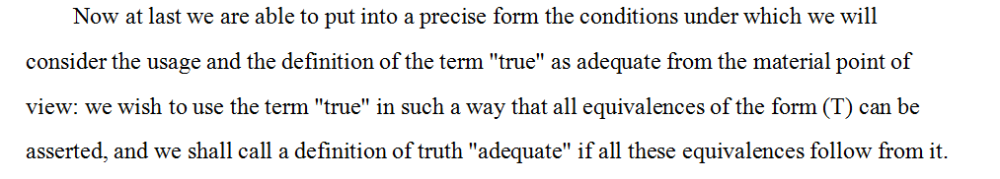 Now at last we are able to put into a precise form the conditions under which we will
consider the usage and the definition of the term "true" as adequate from the material point of
view: we wish to use the term "true" in such a way that all equivalences of the form (T) can be
asserted, and we shall call a definition of truth "adequate" if all these equivalences follow from it.